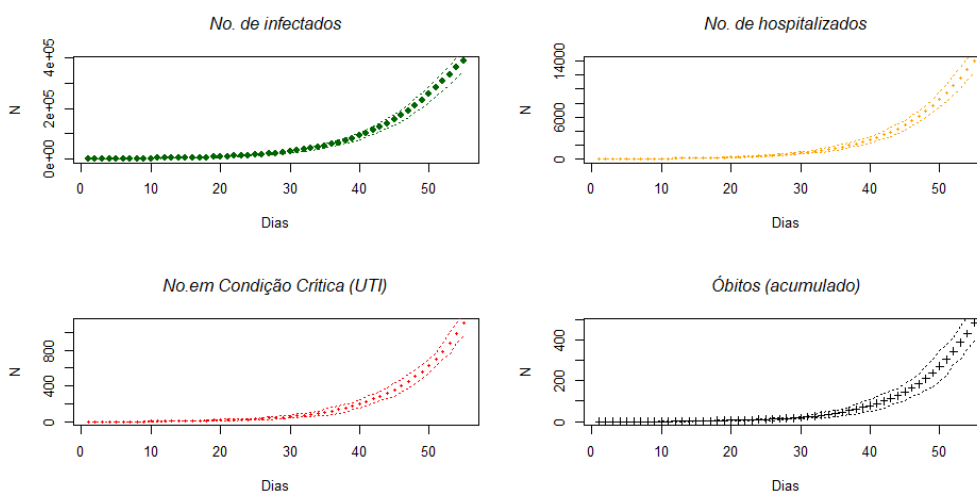 No. de infectados
N
0e+00
2e+05
4e+05
0 10 20 30 40 50
Dias
No. de hospitalizados
N
0
6000
14000
0 10 20 30 40 50
Dias
No.em Condição Crítica (UTI)
N
0
400
800
0 10 20 30 40 50
Dias
Óbitos (acumulado)
N
0
200
400
0 10 20 30 40 50
Dias